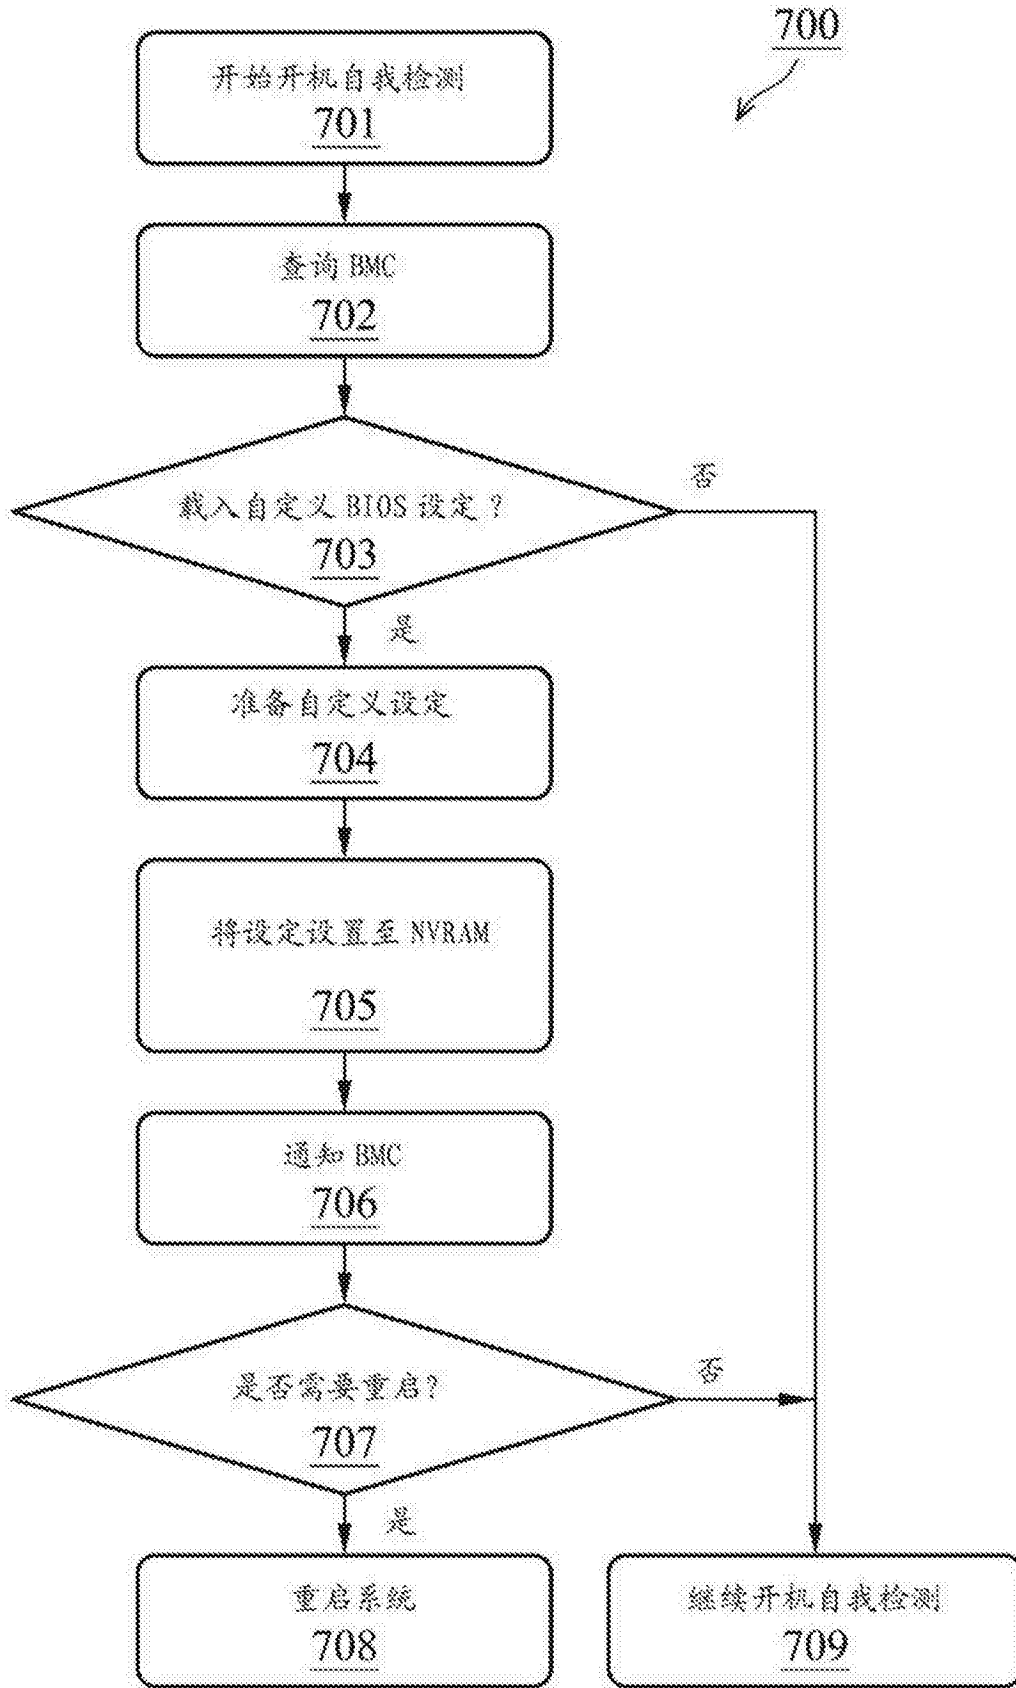 700
开始开机自我检测
701
查询 BMC
702
载入自定义 BIOS 设定？
703
否
是
准备自定义设定
704
将设定设置至 NVRAM
705
通知 BMC
706
是否需要重启？
707
否
是
重启系统
708
继续开机自我检测
709